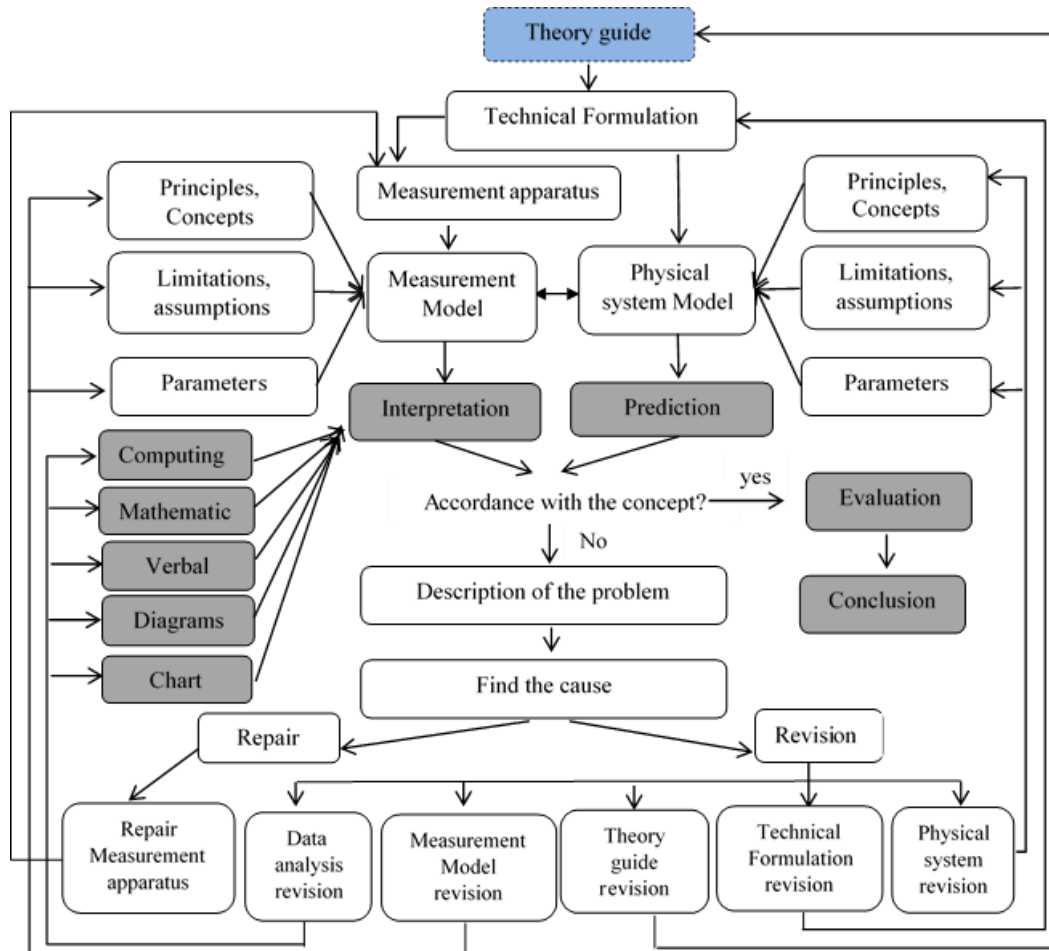 Theory guide
Technical Formulation
Measurement apparatus
Principles,
Concepts
Limitations,
assumptions
Parameters
Measurement
Model
Physical
system Model
Principles,
Concepts
Limitations,
assumptions
Parameters
Interpretation
Prediction
Computing
Mathematic
Verbal
Diagrams
Chart
Accordance with the concept?
yes
No
Evaluation
Conclusion
Description of the problem
Find the cause
Repair
Revision
Repair
Measurement
apparatus
Data
analysis
revision
Measurement
Model
revision
Theory
guide
revision
Technical
Formulation
revision
Physical
system
revision